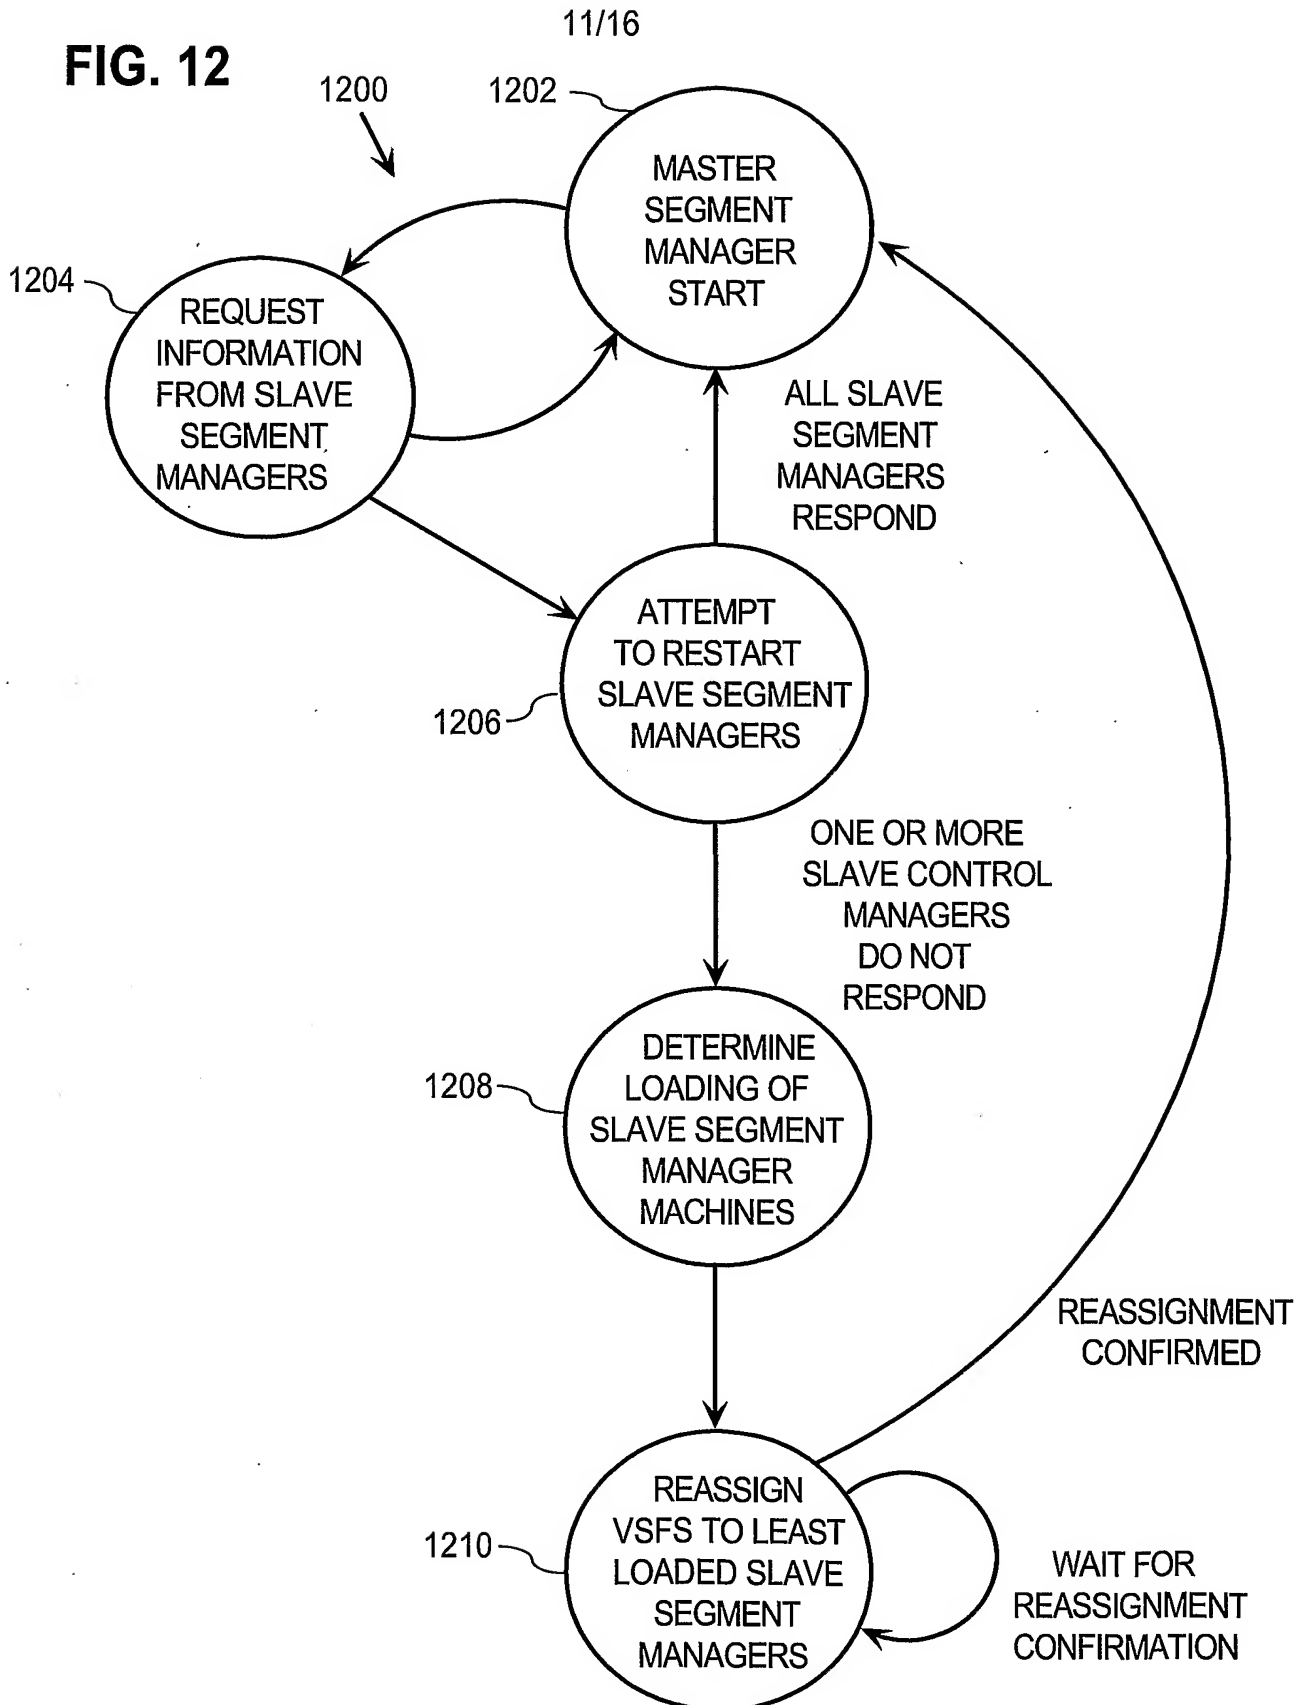 11/16
FIG. 12
1200
1202
MASTER
SEGMENT
MANAGER
START
1204
REQUEST
INFORMATION
FROM SLAVE
SEGMENT
MANAGERS
ALL SLAVE
SEGMENT
MANAGERS
RESPOND
ATTEMPT
TO RESTART
SLAVE SEGMENT
MANAGERS
1206
ONE OR MORE
SLAVE CONTROL
MANAGERS
DO NOT
RESPOND
DETERMINE
LOADING OF
SLAVE SEGMENT
MANAGER
MACHINES
1208
REASSIGNMENT
CONFIRMED
REASSIGN
VSFS TO LEAST
LOADED SLAVE
SEGMENT
MANAGERS
1210
WAIT FOR
REASSIGNMENT
CONFIRMATION